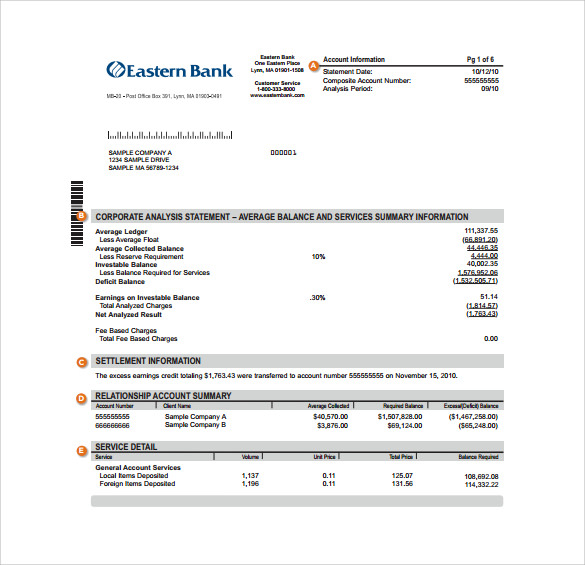 Eastern Bank
Eastern Bank
One Eastern Place
Lynn, MA 01901-1508
Customer Service
1-800-333-8000
www.easternbank.com
MB-20 • Post Office Box 391, Lynn, MA 01903-0491
A
Account Information Pg 1 of 6
Statement Date: 10/12/10
Composite Account Number: 555555555
Analysis Period: 09/10
SAMPLE COMPANY A 000001
1234 SAMPLE DRIVE
SAMPLE MA 56789-1234
B CORPORATE ANALYSIS STATEMENT – AVERAGE BALANCE AND SERVICES SUMMARY INFORMATION
Average Ledger 111,337.55
Less Average Float (66,891.20)
Average Collected Balance 44,446.35
Less Reserve Requirement 10% 4,444.00
Investable Balance 40,002.35
Less Balance Required for Services 1,576,952.06
Deficit Balance (1,532,505.71)
Earnings on Investable Balance .30% 51.14
Total Analyzed Charges (1,814.57)
Net Analyzed Result (1,763.43)
Fee Based Charges
Total Fee Based Charges 0.00
C SETTLEMENT INFORMATION
The excess earnings credit totaling $1,763.43 were transferred to account number 555555555 on November 15, 2010.
D RELATIONSHIP ACCOUNT SUMMARY
Account Number Client Name Average Collected Required Balance Excess/(Deficit) Balance
555555555 Sample Company A $40,570.00 $1,507,828.00 ($1,467,258.00)
666666666 Sample Company B $3,876.00 $69,124.00 ($65,248.00)
E SERVICE DETAIL
Service Volume Unit Price Total Price Balance Required
General Account Services
Local Items Deposited 1,137 0.11 125.07 108,692.08
Foreign Items Deposited 1,196 0.11 131.56 114,332.22